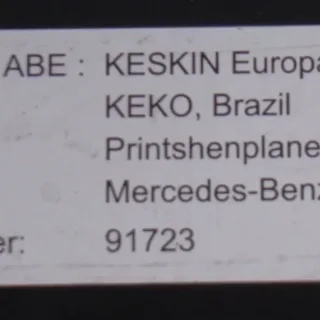 ABE : KESKIN Europa
KEKO, Brazil
Printshenplane
Mercedes-Benz
er: 91723